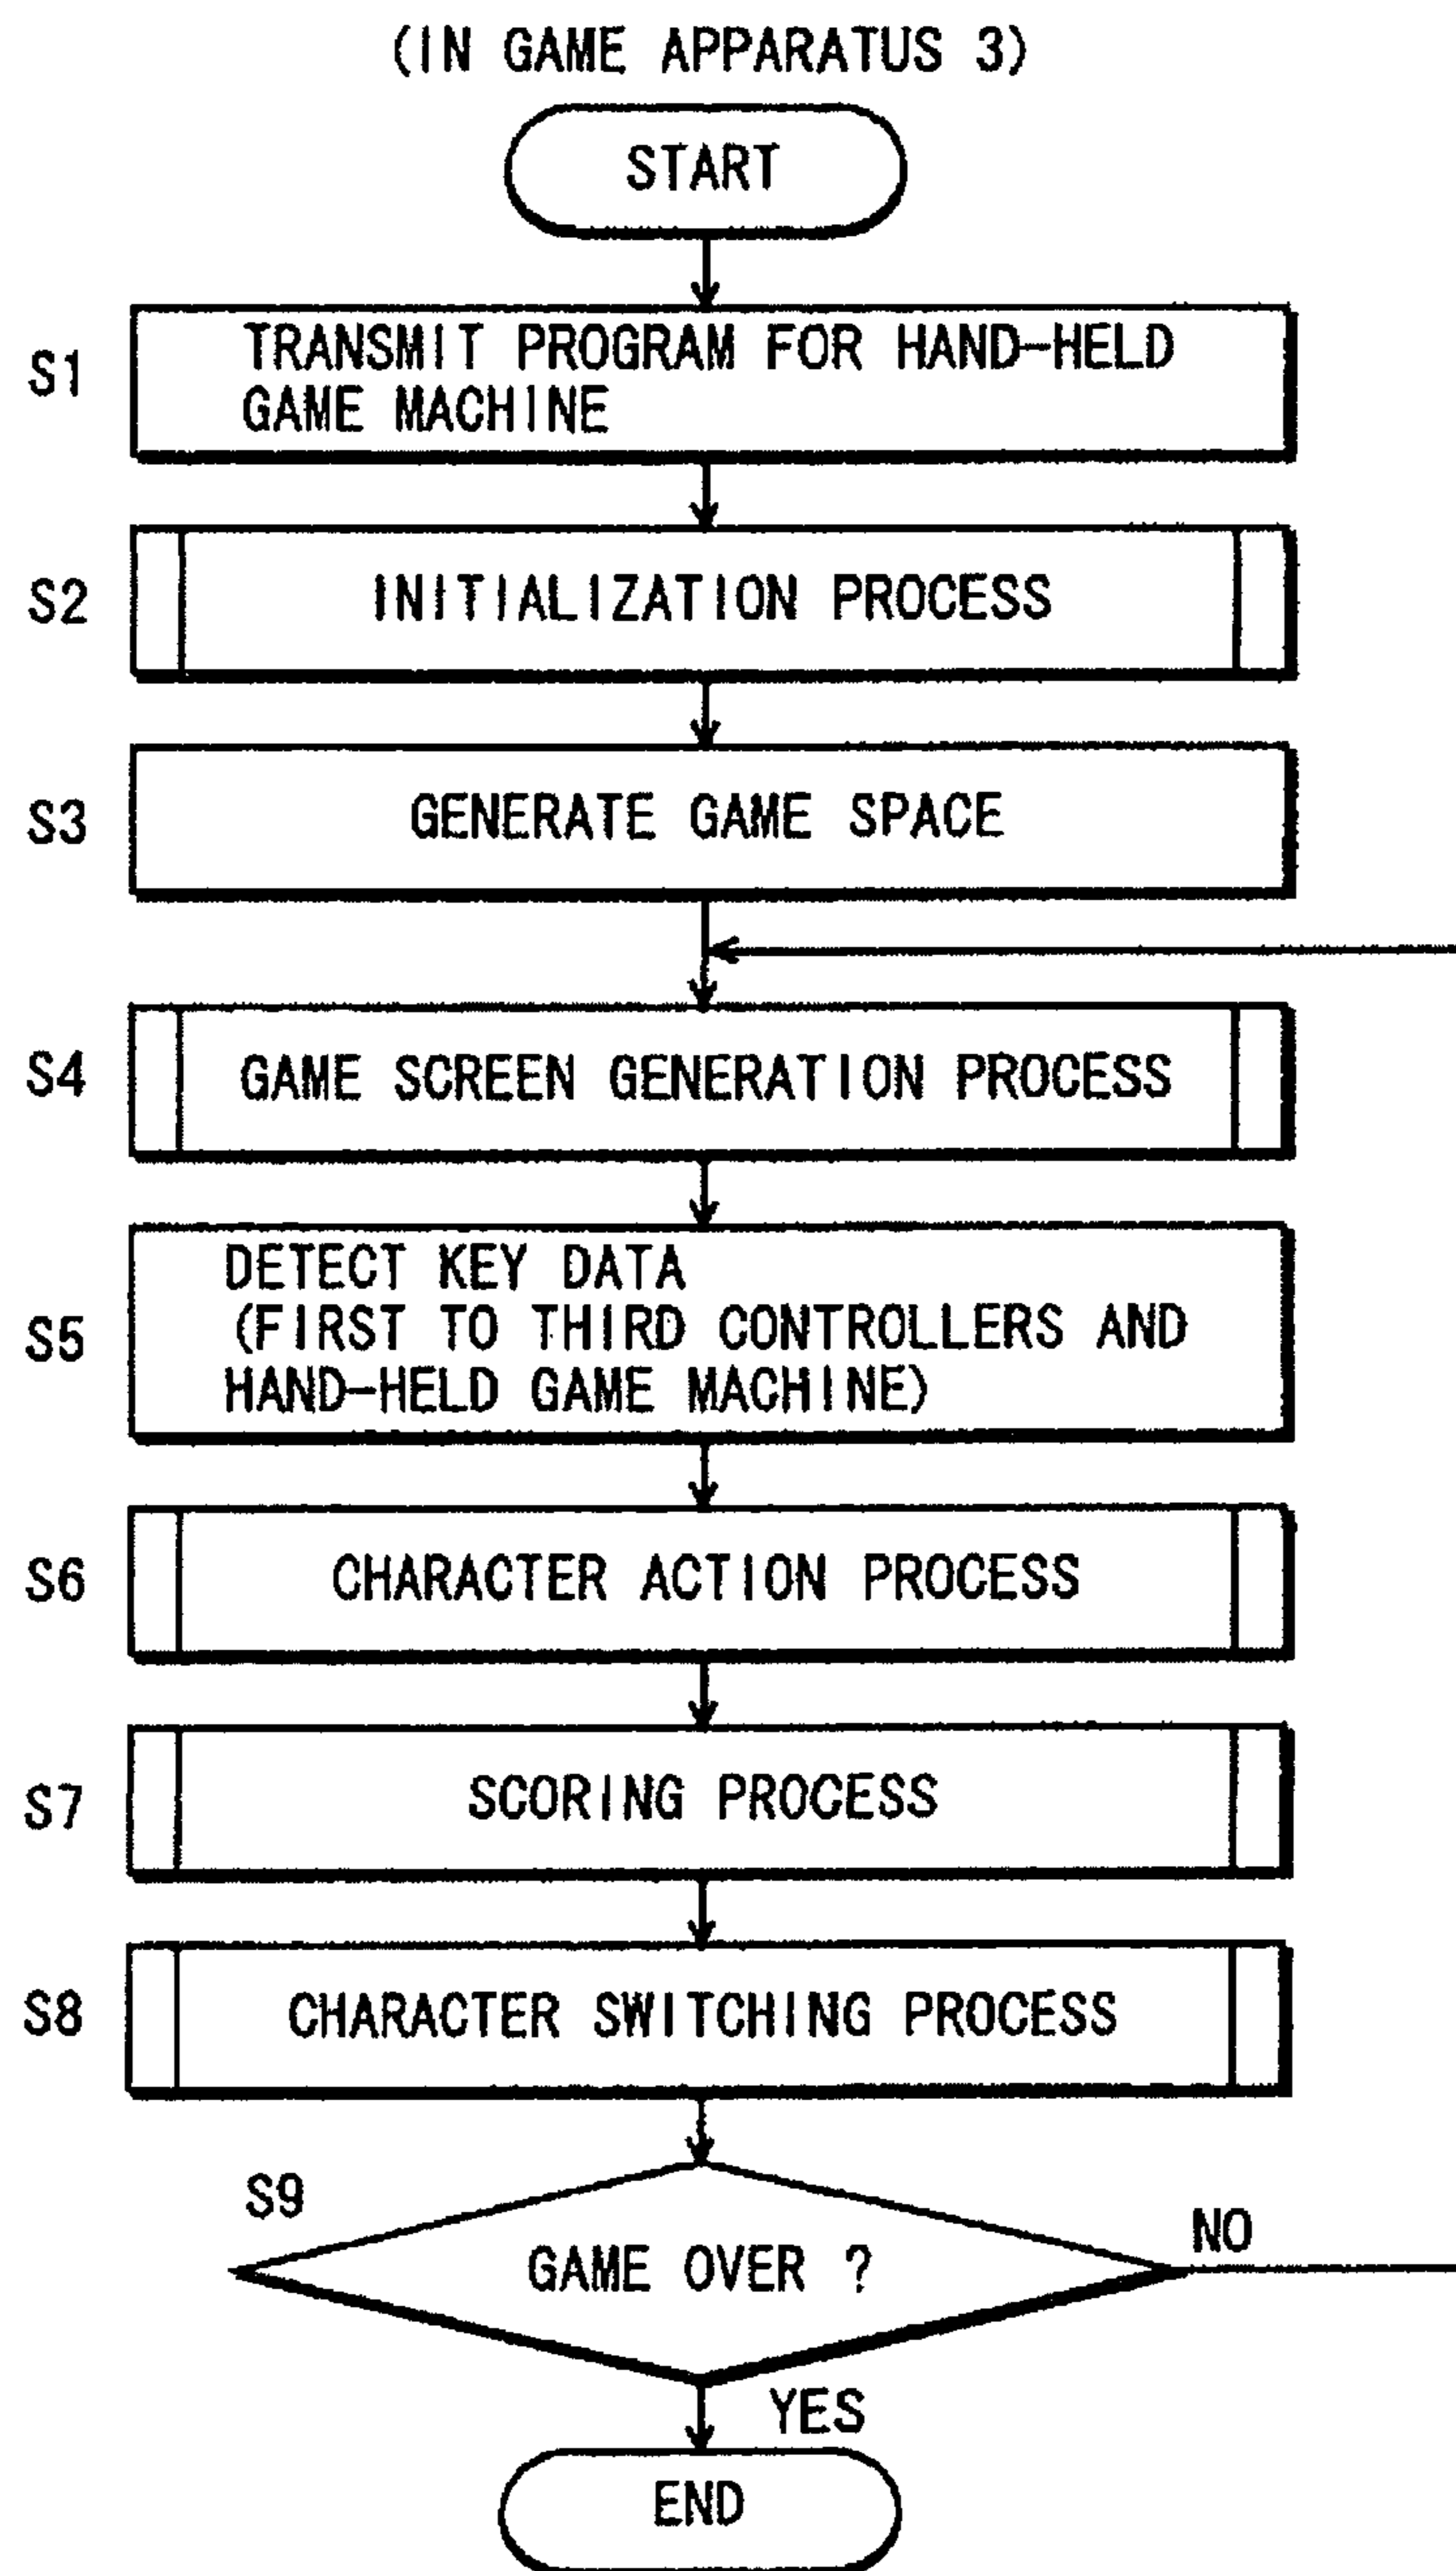 (IN GAME APPARATUS 3)
START
S1
TRANSMIT PROGRAM FOR HAND-HELD
GAME MACHINE
S2
INITIALIZATION PROCESS
S3
GENERATE GAME SPACE
S4
GAME SCREEN GENERATION PROCESS
S5
DETECT KEY DATA
(FIRST TO THIRD CONTROLLERS AND
HAND-HELD GAME MACHINE)
S6
CHARACTER ACTION PROCESS
S7
SCORING PROCESS
S8
CHARACTER SWITCHING PROCESS
S9
GAME OVER ?
NO
YES
END